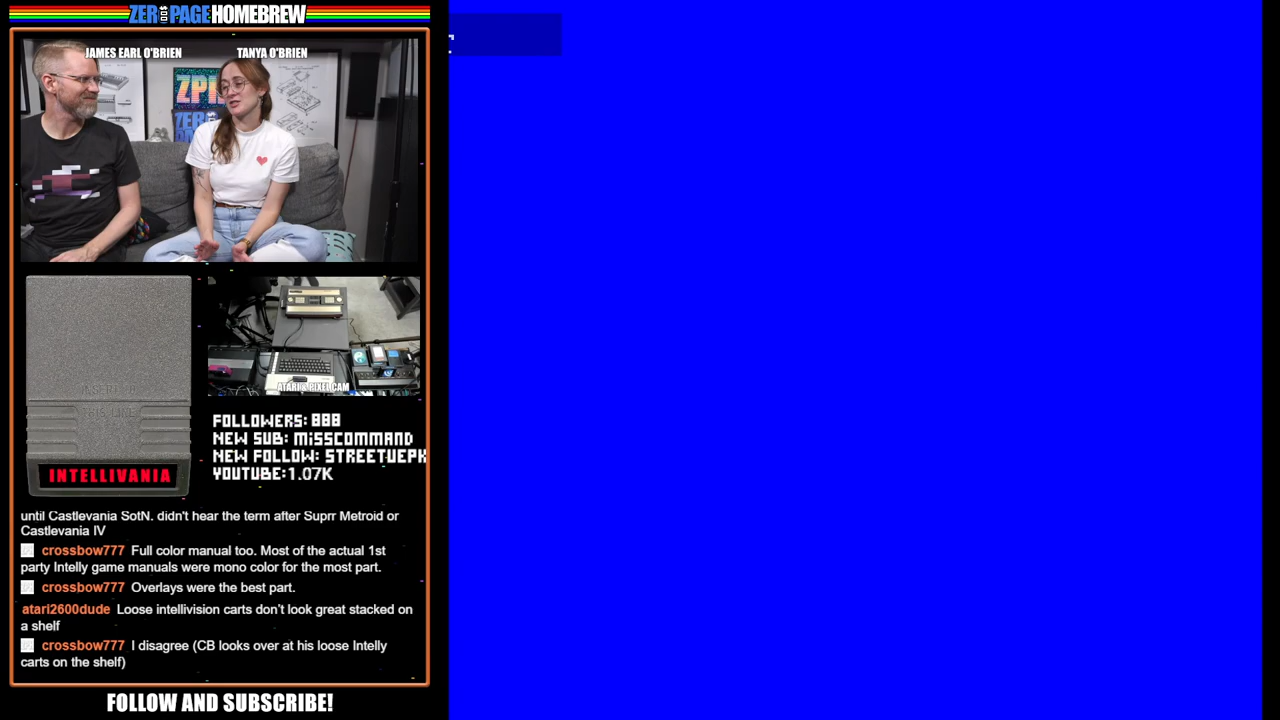 ZEROPAGE HOMEBREW
JAMES EARL O'BRIEN
TANYA O'BRIEN
THIS LINE
INTELLIVANIA
ATARI & PIXEL CAM
FOLLOWERS: 888
NEW SUB: MISSCOMMAND
NEW FOLLOW: STREETVEPK
YOUTUBE:1.07K
until Castlevania SotN. didn't hear the term after Suprr Metroid or
Castlevania IV
crossbow777 Full color manual too. Most of the actual 1st
party Intelly game manuals were mono color for the most part.
crossbow777 Overlays were the best part.
atari2600dude Loose intellivision carts don't look great stacked on
a shelf
crossbow777 I disagree (CB looks over at his loose Intelly
carts on the shelf)
FOLLOW AND SUBSCRIBE!